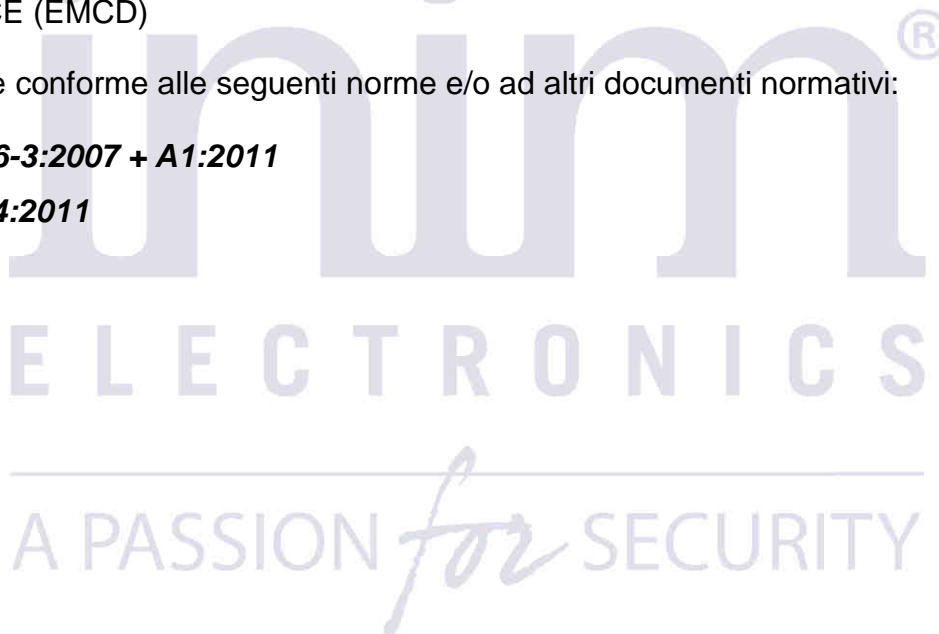 CE (EMCD)
e conforme alle seguenti norme e/o ad altri documenti normativi:
6-3:2007 + A1:2011
4:2011
inim®
ELECTRONICS
A PASSION for SECURITY